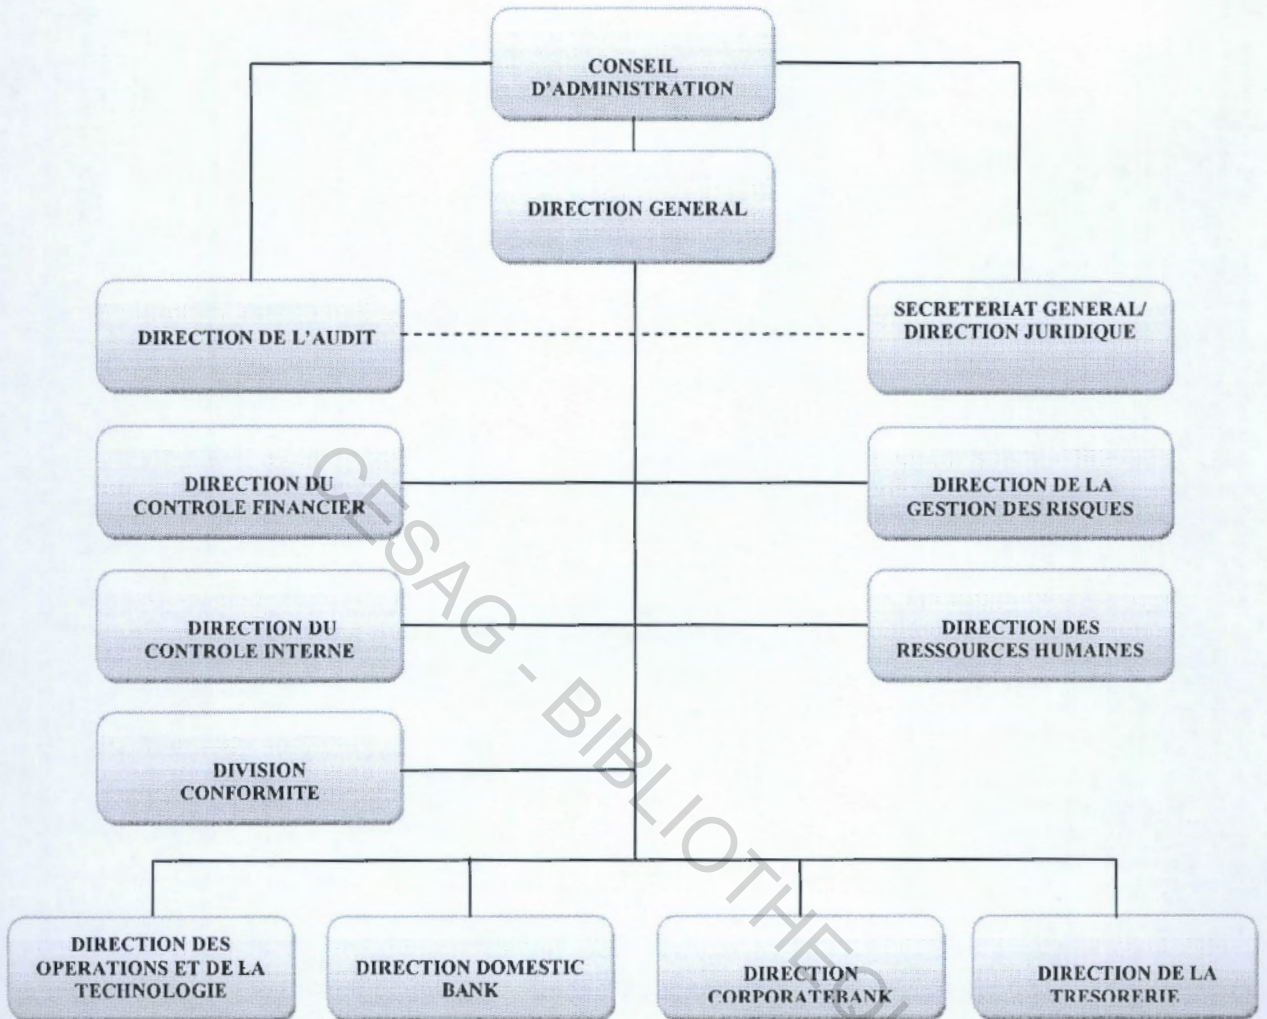 CONSEIL
D'ADMINISTRATION
DIRECTION GENERAL
DIRECTION DE L'AUDIT
SECRETERIAT GENERAL/
DIRECTION JURIDIQUE
DIRECTION DU
CONTROLE FINANCIER
DIRECTION DE LA
GESTION DES RISQUES
DIRECTION DU
CONTROLE INTERNE
DIRECTION DES
RESSOURCES HUMAINES
DIVISION
CONFORMITE
DIRECTION DES
OPERATIONS ET DE LA
TECHNOLOGIE
DIRECTION DOMESTIC
BANK
DIRECTION
CORPORATEBANK
DIRECTION DE LA
TRESORERIE
CESAG - BIBLIOTHEQU